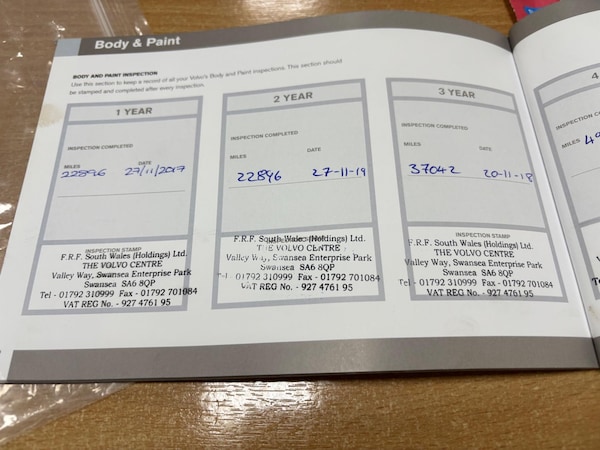 Body & Paint
BODY AND PAINT INSPECTION
Use this section to keep a record of all your Volvo's Body and Paint inspections. This section should
be stamped and completed after every inspection.
1 YEAR
INSPECTION COMPLETED
MILES DATE
22896 27/11/2017
INSPECTION STAMP
F.R.F. South Wales (Holdings) Ltd.
THE VOLVO CENTRE
Valley Way, Swansea Enterprise Park
Swansea SA6 8QP
Tel - 01792 310999 Fax - 01792 701084
VAT REG No. - 927 4761 95
2 YEAR
INSPECTION COMPLETED
MILES DATE
22896 27-11-19
F.R.F. South Wales (Holdings) Ltd.
THE VOLVO CENTRE
Valley Way, Swansea Enterprise Park
Swansea SA6 8QP
Tel - 01792 310999 Fax - 01792 701084
VAT REG No. - 927 4761 95
3 YEAR
INSPECTION COMPLETED
MILES DATE
37042 20-11-18
INSPECTION STAMP
F.R.F. South Wales (Holdings) Ltd.
THE VOLVO CENTRE
Valley Way, Swansea Enterprise Park
Swansea SA6 8QP
Tel - 01792 310999 Fax - 01792 701084
VAT REG No. - 927 4761 95
4
INSPECTION
MILES